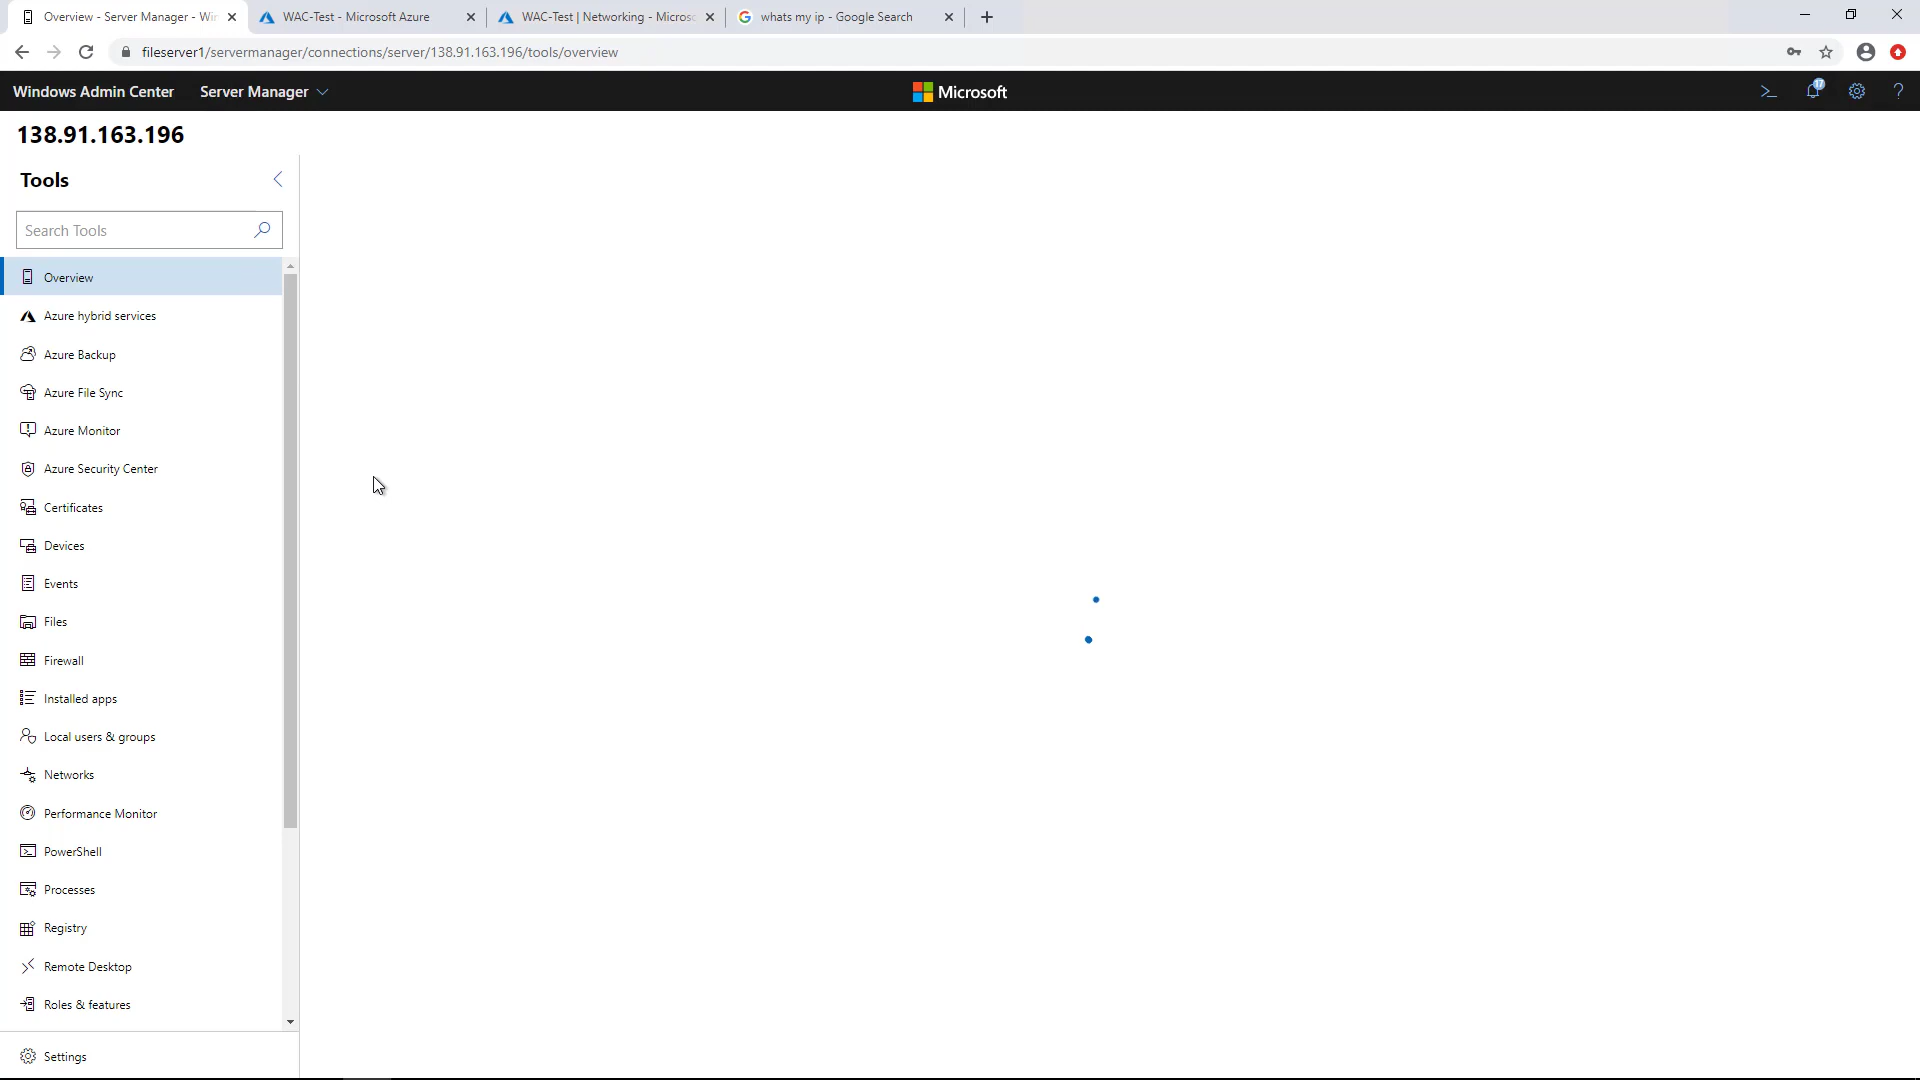 Overview - Server Manager - Win
WAC-Test - Microsoft Azure
WAC-Test | Networking - Microso
whats my ip - Google Search
fileserver1/servermanager/connections/server/138.91.163.196/tools/overview
Windows Admin Center
Server Manager
Microsoft
17
138.91.163.196
Tools
Search Tools
Overview
Azure hybrid services
Azure Backup
Azure File Sync
Azure Monitor
Azure Security Center
Certificates
Devices
Events
Files
Firewall
Installed apps
Local users & groups
Networks
Performance Monitor
PowerShell
Processes
Registry
Remote Desktop
Roles & features
Settings